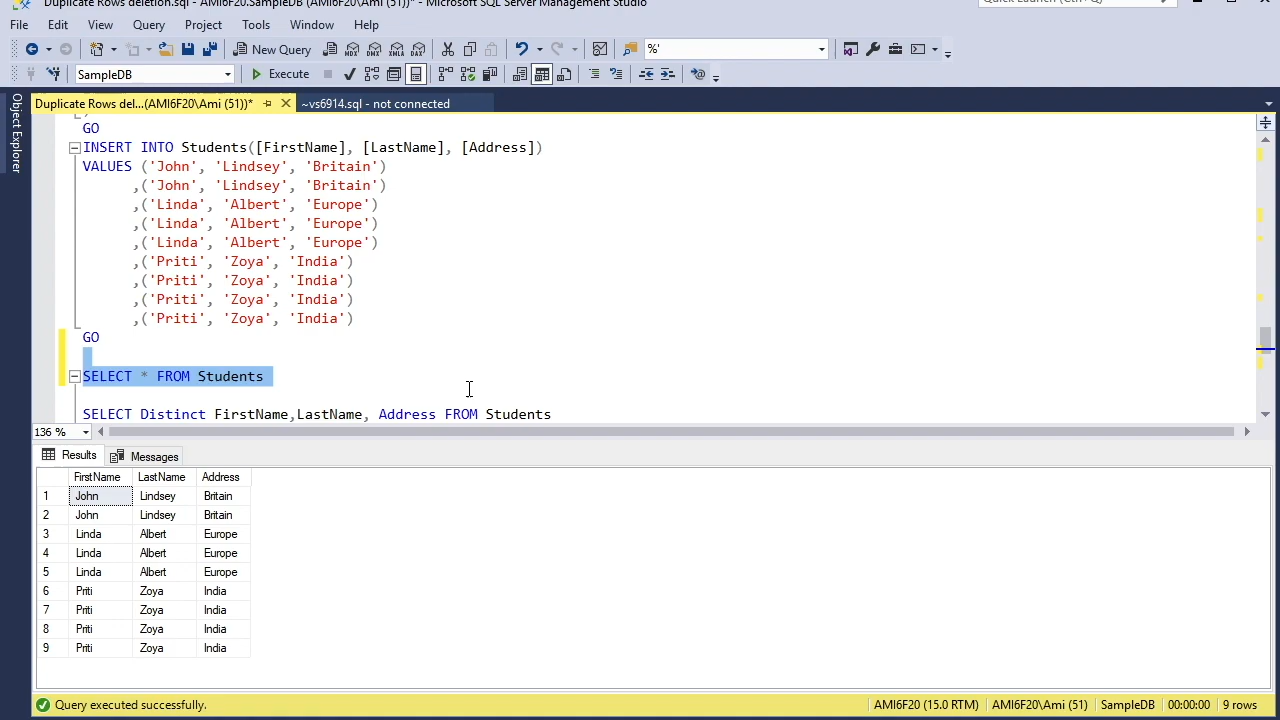 Duplicate Rows deletion.sql - AMI6F20.SampleDB (AMI6F20\Ami (51))* - Microsoft SQL Server Management Studio
Quick Launch (Ctrl+Q)
File Edit View Query Project Tools Window Help
New Query %'
SampleDB Execute
Duplicate Rows del...(AMI6F20\Ami (51))* ~vs6914.sql - not connected
Object Explorer
GO
INSERT INTO Students([FirstName], [LastName], [Address])
VALUES ('John', 'Lindsey', 'Britain')
,('John', 'Lindsey', 'Britain')
,('Linda', 'Albert', 'Europe')
,('Linda', 'Albert', 'Europe')
,('Linda', 'Albert', 'Europe')
,('Priti', 'Zoya', 'India')
,('Priti', 'Zoya', 'India')
,('Priti', 'Zoya', 'India')
,('Priti', 'Zoya', 'India')
GO
SELECT * FROM Students
SELECT Distinct FirstName,LastName, Address FROM Students
136 %
Results Messages
FirstName LastName Address
1 John Lindsey Britain
2 John Lindsey Britain
3 Linda Albert Europe
4 Linda Albert Europe
5 Linda Albert Europe
6 Priti Zoya India
7 Priti Zoya India
8 Priti Zoya India
9 Priti Zoya India
Query executed successfully. AMI6F20 (15.0 RTM) AMI6F20\Ami (51) SampleDB 00:00:00 9 rows